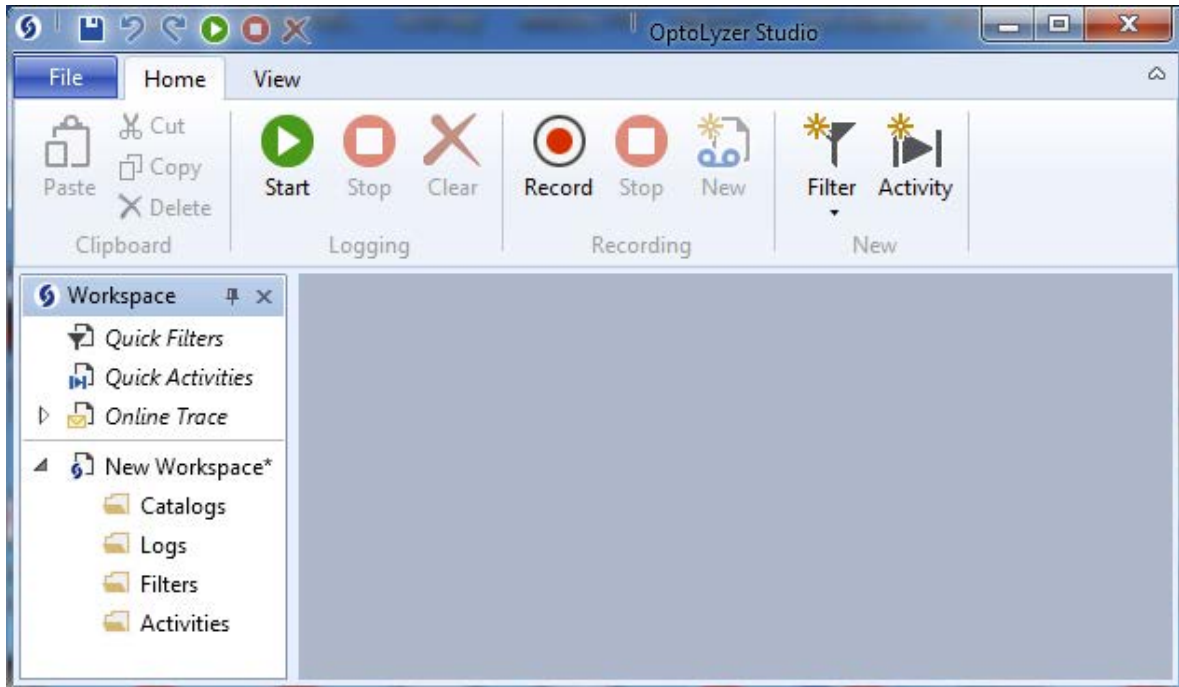 OptoLyzer Studio
File Home View
Paste Cut Copy Delete Start Stop Clear Record Stop New Filter Activity
Clipboard Logging Recording New
Workspace
Quick Filters
Quick Activities
Online Trace
New Workspace*
Catalogs
Logs
Filters
Activities